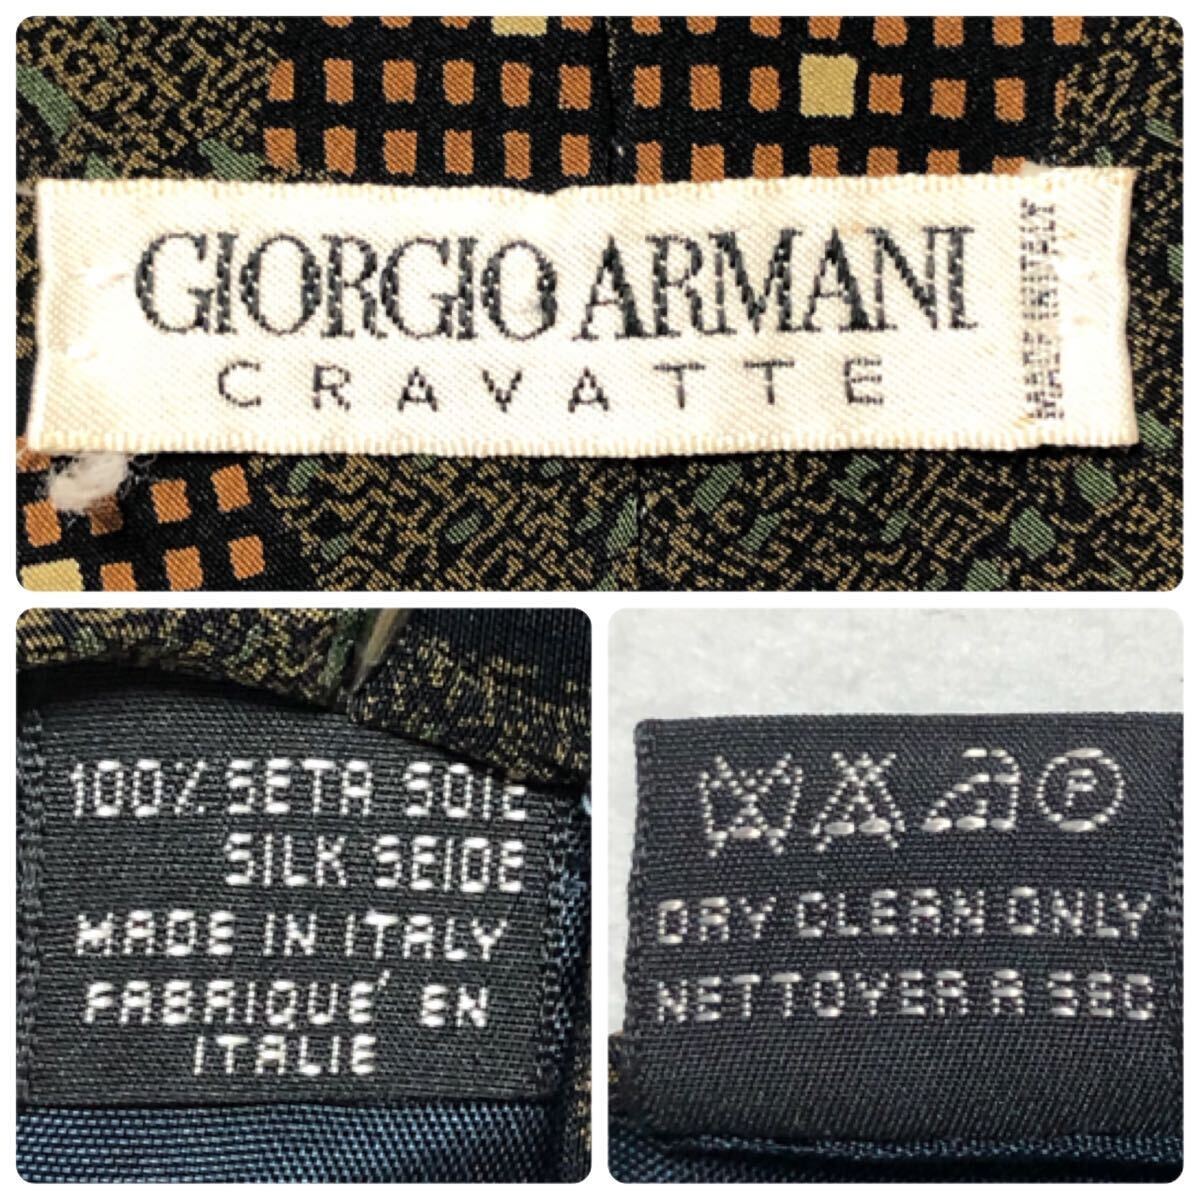 GIORGIO ARMANI
CRAVATTE
MADE IN ITALY
100% SETA SOIE
SILK SEIDE
MADE IN ITALY
FABRIQUÉ EN
ITALIE
A F
DRY CLEAN ONLY
NETTOYER A SEC